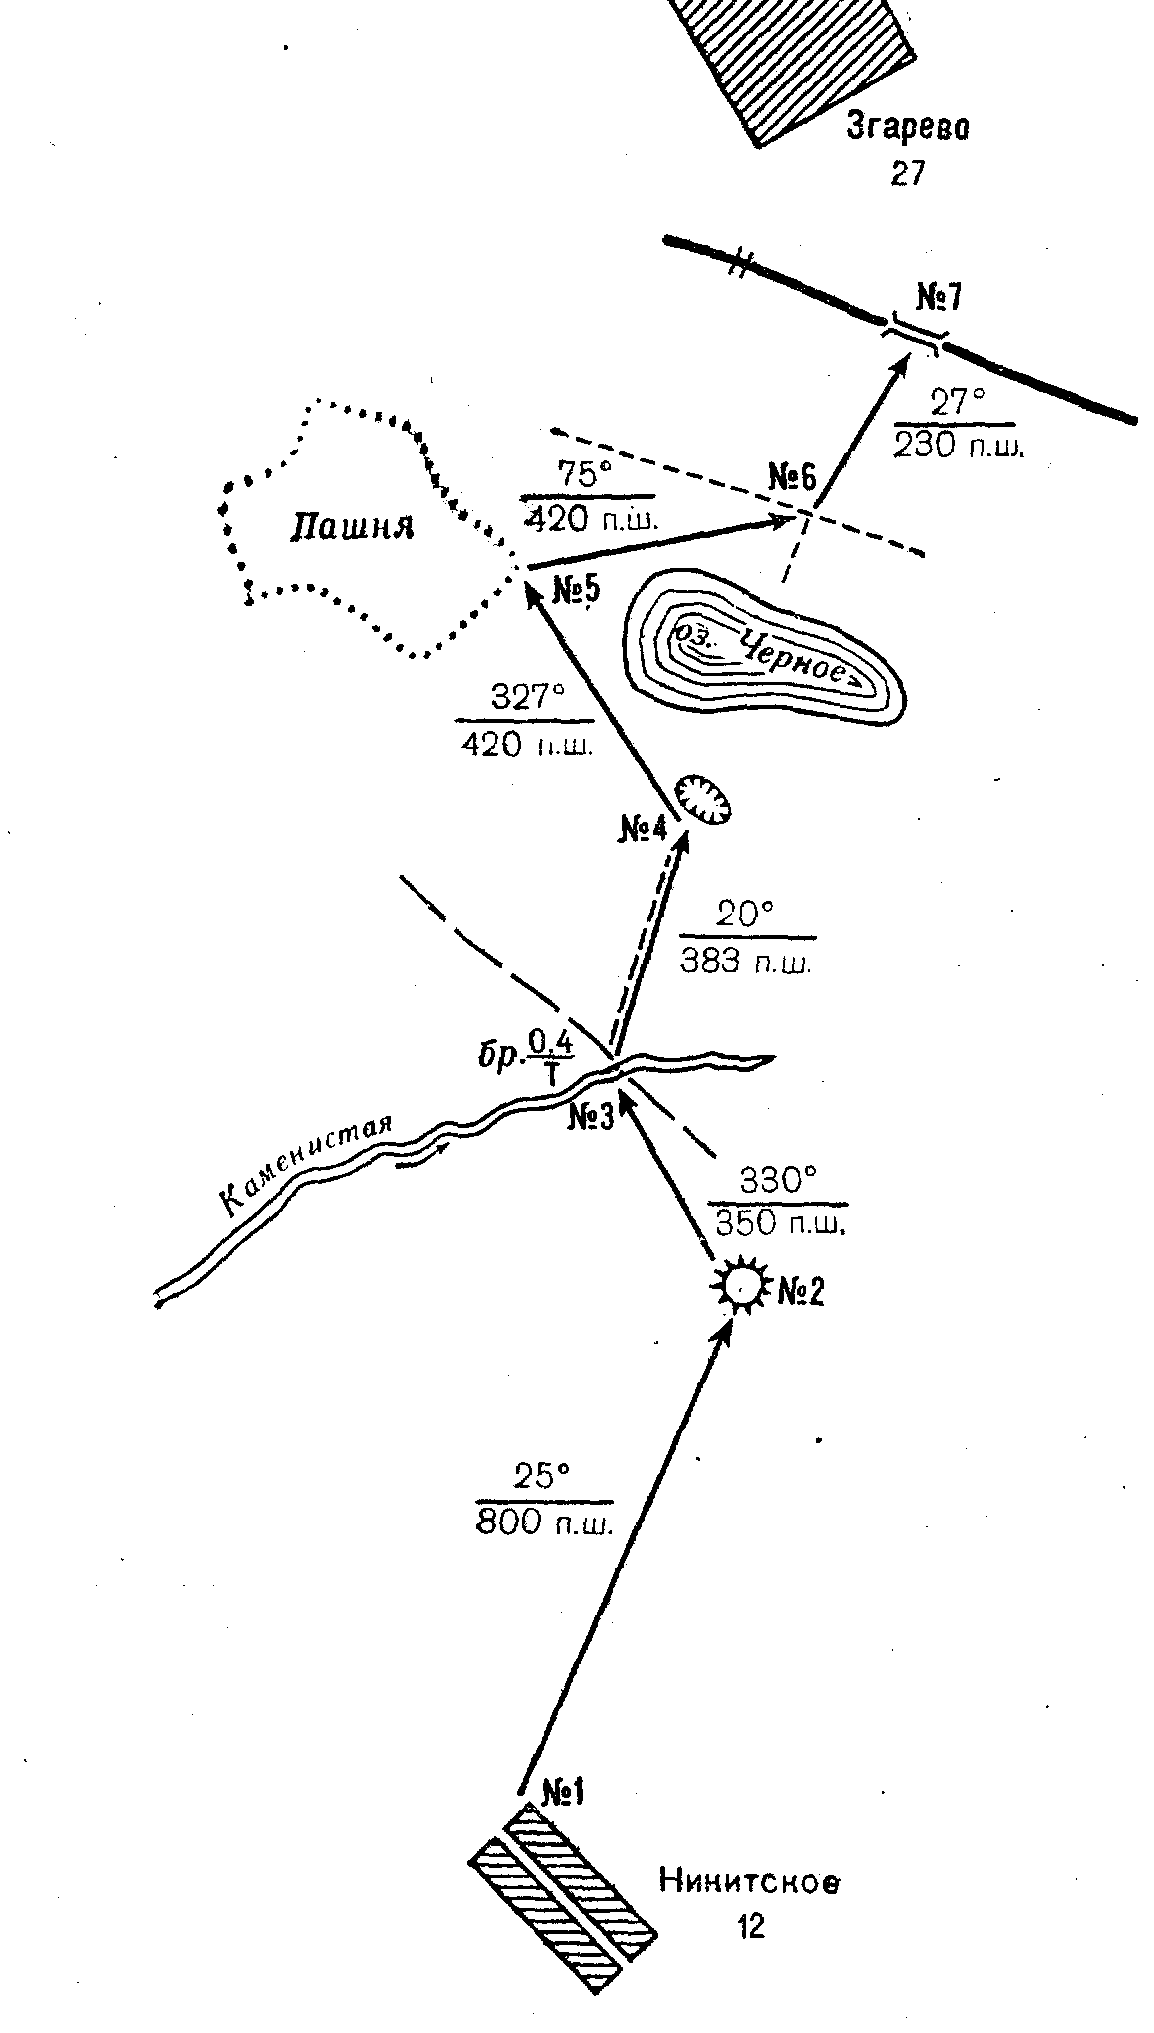 Згарево
27
№7
27°
230 п.ш.
№6
75°
420 п.ш.
Пашня
№5
оз. Черное
327°
420 п.ш.
№4
20°
383 п.ш.
бр. 0,4
Т
№3
Каменистая
330°
350 п.ш.
№2
25°
800 п.ш.
№1
Никитское
12